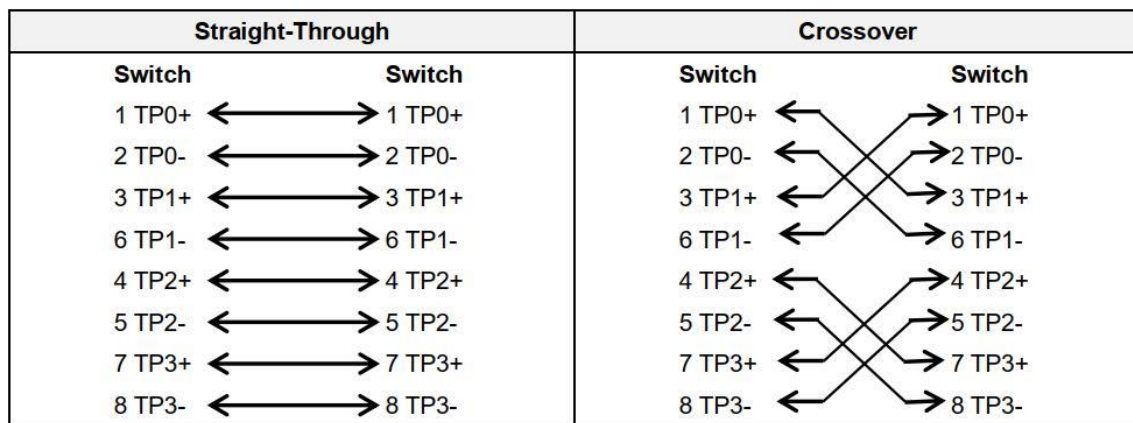 Straight-Through Crossover
Switch Switch Switch Switch
1 TP0+ 1 TP0+ 1 TP0+ 1 TP0+
2 TP0- 2 TP0- 2 TP0- 2 TP0-
3 TP1+ 3 TP1+ 3 TP1+ 3 TP1+
6 TP1- 6 TP1- 6 TP1- 6 TP1-
4 TP2+ 4 TP2+ 4 TP2+ 4 TP2+
5 TP2- 5 TP2- 5 TP2- 5 TP2-
7 TP3+ 7 TP3+ 7 TP3+ 7 TP3+
8 TP3- 8 TP3- 8 TP3- 8 TP3-